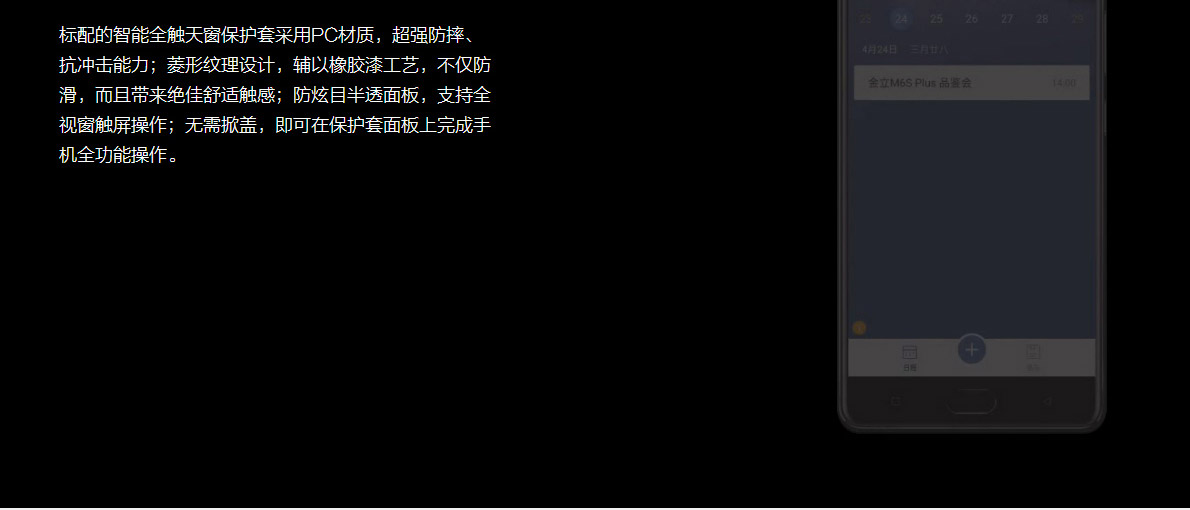 标配的智能全触天窗保护套采用PC材质，超强防摔、
抗冲击能力；菱形纹理设计，辅以橡胶漆工艺，不仅防
滑，而且带来绝佳舒适触感；防炫目半透面板，支持全
视窗触屏操作；无需掀盖，即可在保护套面板上完成手
机全功能操作。
23 24 25 26 27 28 29
4月24日 三月廿八
金立M6S Plus 品鉴会 14:00
日程